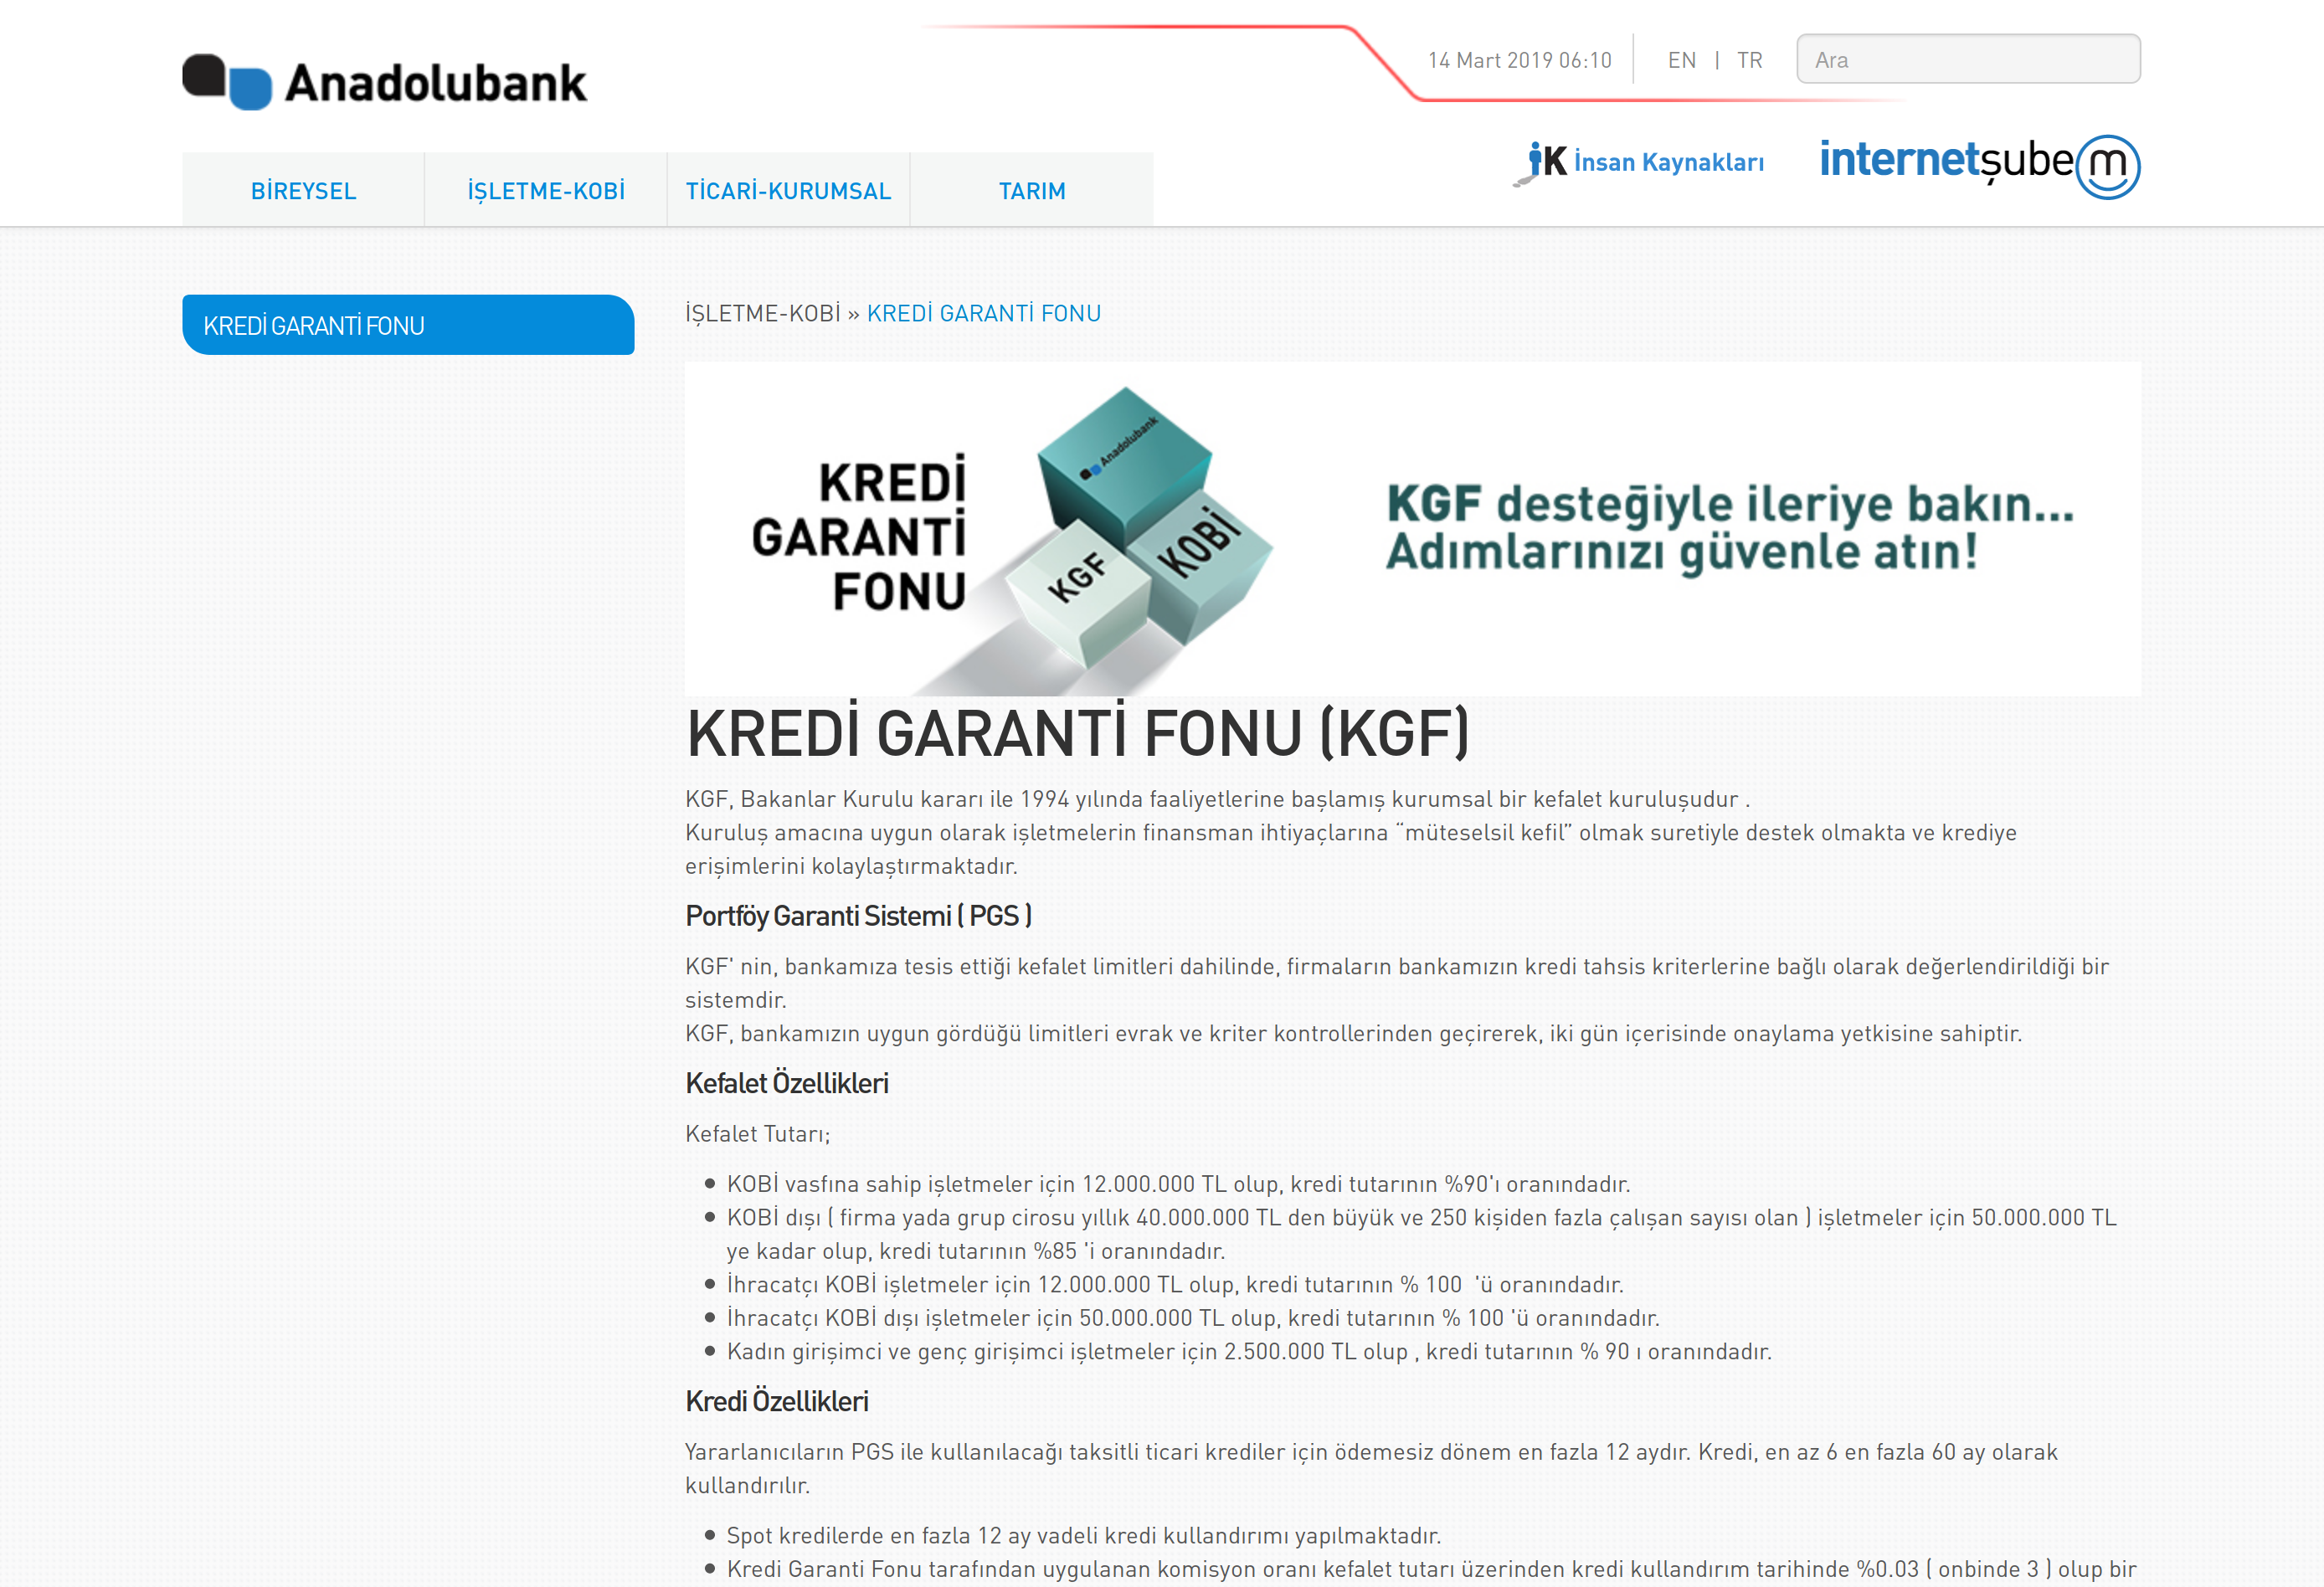 Anadolubank
14 Mart 2019 06:10
EN | TR
Ara
BİREYSEL
İŞLETME-KOBİ
TİCARİ-KURUMSAL
TARIM
iK İnsan Kaynakları
internetşubem
KREDİ GARANTİ FONU
İŞLETME-KOBİ » KREDİ GARANTİ FONU
KREDİ
GARANTİ
FONU
Anadolubank
KGF
KOBİ
KGF desteğiyle ileriye bakın...
Adımlarınızı güvenle atın!
KREDİ GARANTİ FONU (KGF)
KGF, Bakanlar Kurulu kararı ile 1994 yılında faaliyetlerine başlamış kurumsal bir kefalet kuruluşudur .
Kuruluş amacına uygun olarak işletmelerin finansman ihtiyaçlarına “müteselsil kefil” olmak suretiyle destek olmakta ve krediye
erişimlerini kolaylaştırmaktadır.
Portföy Garanti Sistemi ( PGS )
KGF' nin, bankamıza tesis ettiği kefalet limitleri dahilinde, firmaların bankamızın kredi tahsis kriterlerine bağlı olarak değerlendirildiği bir
sistemdir.
KGF, bankamızın uygun gördüğü limitleri evrak ve kriter kontrollerinden geçirerek, iki gün içerisinde onaylama yetkisine sahiptir.
Kefalet Özellikleri
Kefalet Tutarı;
• KOBİ vasfına sahip işletmeler için 12.000.000 TL olup, kredi tutarının %90'ı oranındadır.
• KOBİ dışı ( firma yada grup cirosu yıllık 40.000.000 TL den büyük ve 250 kişiden fazla çalışan sayısı olan ) işletmeler için 50.000.000 TL
ye kadar olup, kredi tutarının %85 'i oranındadır.
• İhracatçı KOBİ işletmeler için 12.000.000 TL olup, kredi tutarının % 100  'ü oranındadır.
• İhracatçı KOBİ dışı işletmeler için 50.000.000 TL olup, kredi tutarının % 100 'ü oranındadır.
• Kadın girişimci ve genç girişimci işletmeler için 2.500.000 TL olup , kredi tutarının % 90 ı oranındadır.
Kredi Özellikleri
Yararlanıcıların PGS ile kullanılacağı taksitli ticari krediler için ödemesiz dönem en fazla 12 aydır. Kredi, en az 6 en fazla 60 ay olarak
kullandırılır.
• Spot kredilerde en fazla 12 ay vadeli kredi kullandırımı yapılmaktadır.
• Kredi Garanti Fonu tarafından uygulanan komisyon oranı kefalet tutarı üzerinden kredi kullandırım tarihinde %0.03 ( onbinde 3 ) olup bir